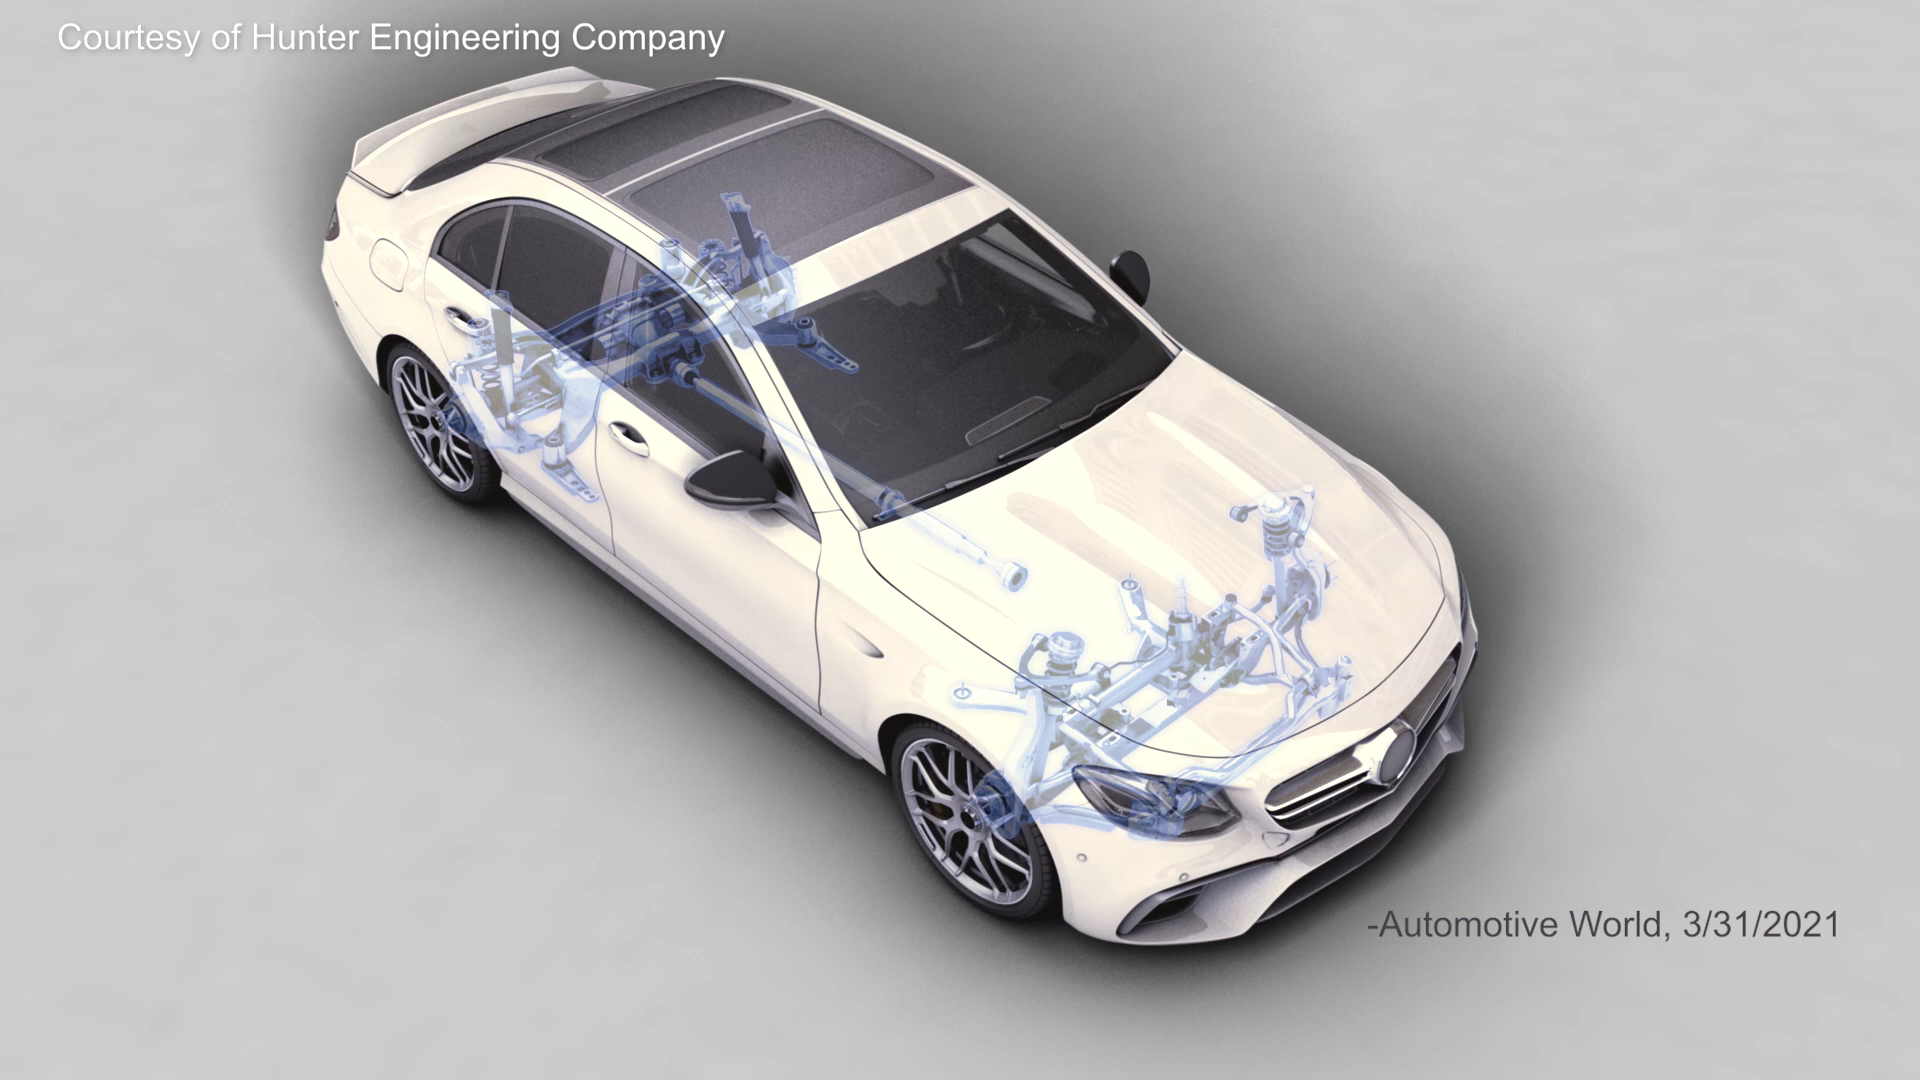 Courtesy of Hunter Engineering Company
-Automotive World, 3/31/2021